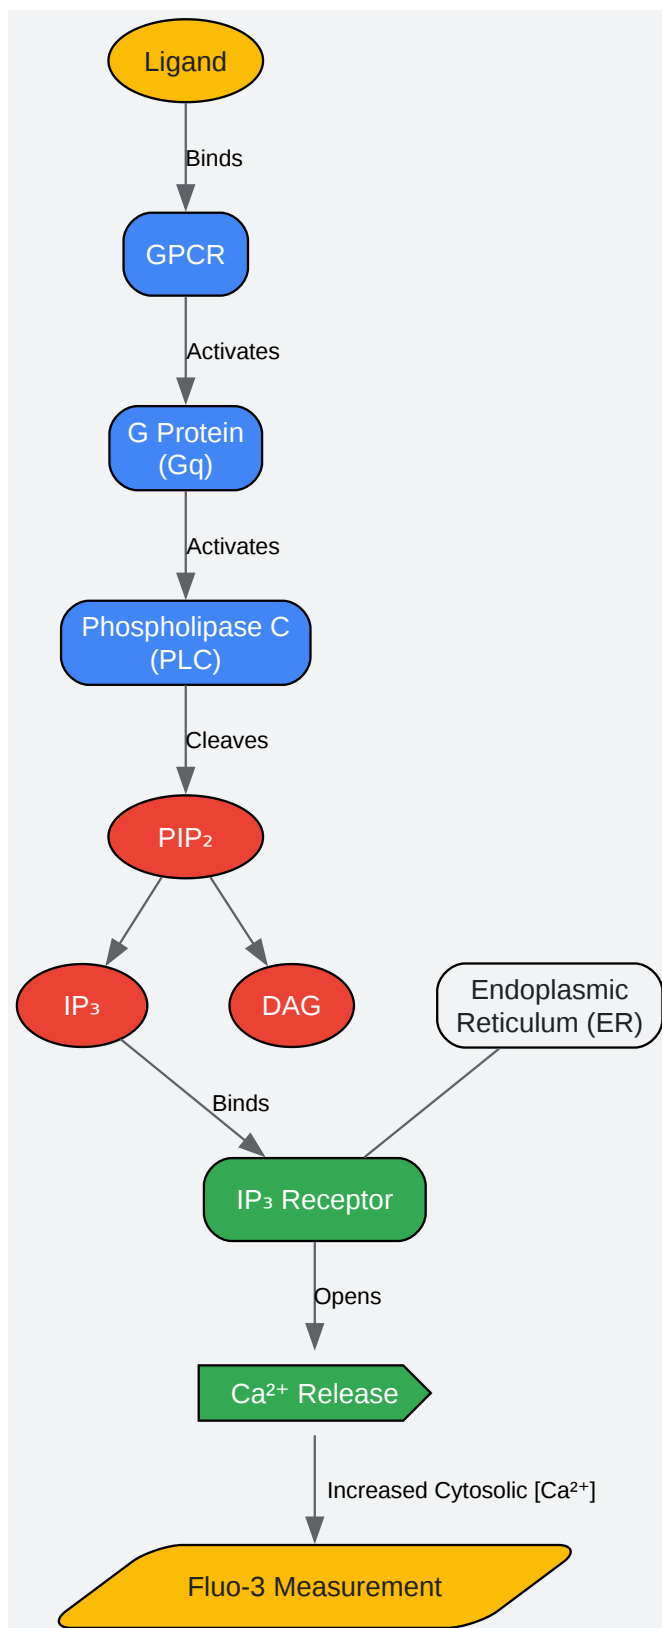 Ligand
Binds
GPCR
Activates
G Protein
(Gq)
Activates
Phospholipase C
(PLC)
Cleaves
PIP₂
IP₃
DAG
Endoplasmic
Reticulum (ER)
Binds
IP₃ Receptor
Opens
Ca²⁺ Release
Increased Cytosolic [Ca²⁺]
Fluo-3 Measurement